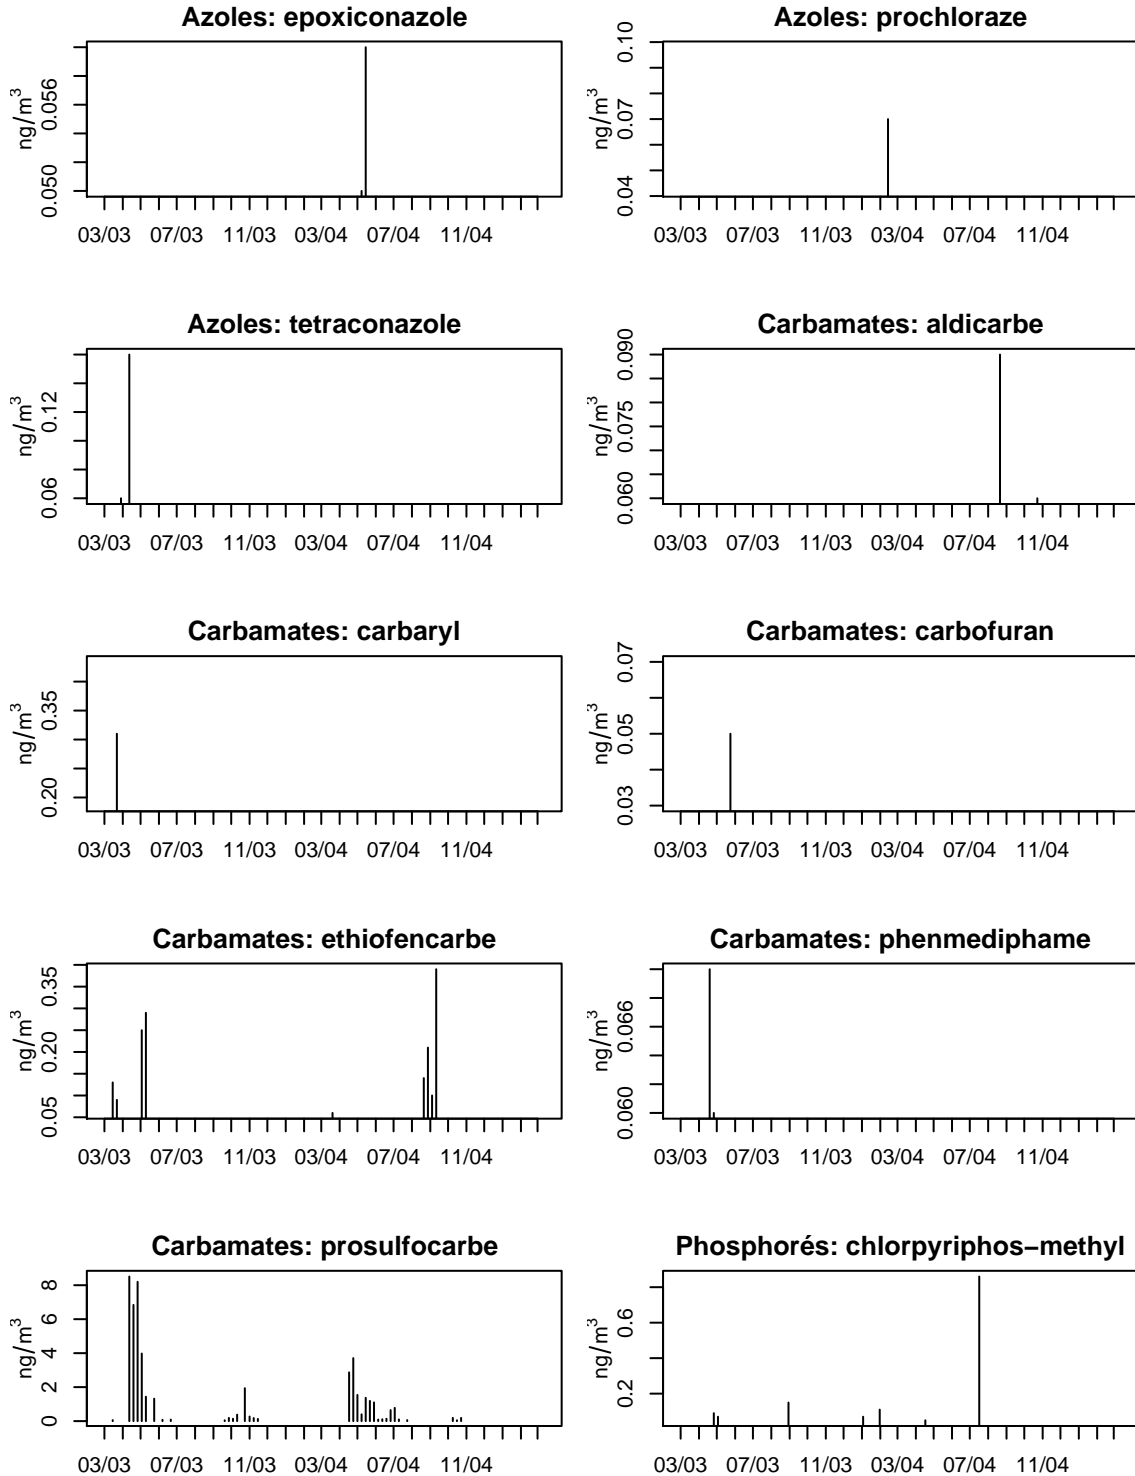 Azoles: epoxiconazole
ng/m³
0.050
0.056
03/03 07/03 11/03 03/04 07/04 11/04
Azoles: prochloraze
ng/m³
0.04
0.07
0.10
03/03 07/03 11/03 03/04 07/04 11/04
Azoles: tetraconazole
ng/m³
0.06
0.12
03/03 07/03 11/03 03/04 07/04 11/04
Carbamates: aldicarbe
ng/m³
0.060
0.075
0.090
03/03 07/03 11/03 03/04 07/04 11/04
Carbamates: carbaryl
ng/m³
0.20
0.35
03/03 07/03 11/03 03/04 07/04 11/04
Carbamates: carbofuran
ng/m³
0.03
0.05
0.07
03/03 07/03 11/03 03/04 07/04 11/04
Carbamates: ethiofencarbe
ng/m³
0.05
0.20
0.35
03/03 07/03 11/03 03/04 07/04 11/04
Carbamates: phenmediphame
ng/m³
0.060
0.066
03/03 07/03 11/03 03/04 07/04 11/04
Carbamates: prosulfocarbe
ng/m³
0
2
4
6
8
03/03 07/03 11/03 03/04 07/04 11/04
Phosphorés: chlorpyriphos−methyl
ng/m³
0.2
0.6
03/03 07/03 11/03 03/04 07/04 11/04